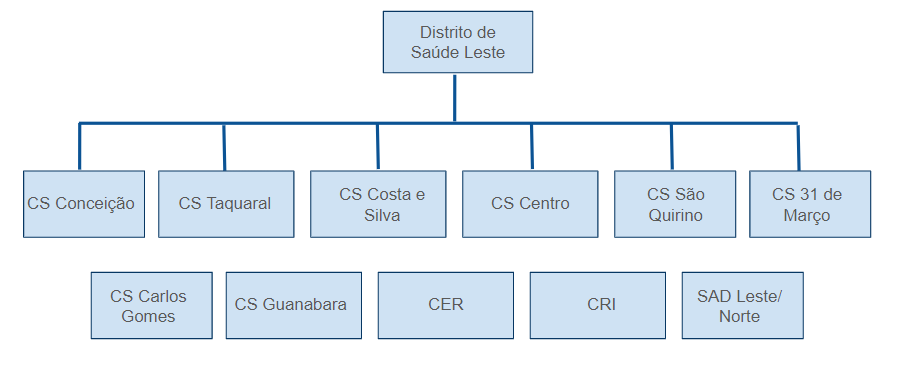 Distrito de
Saúde Leste
CS Conceição
CS Taquaral
CS Costa e
Silva
CS Centro
CS São
Quirino
CS 31 de
Março
CS Carlos
Gomes
CS Guanabara
CER
CRI
SAD Leste/
Norte